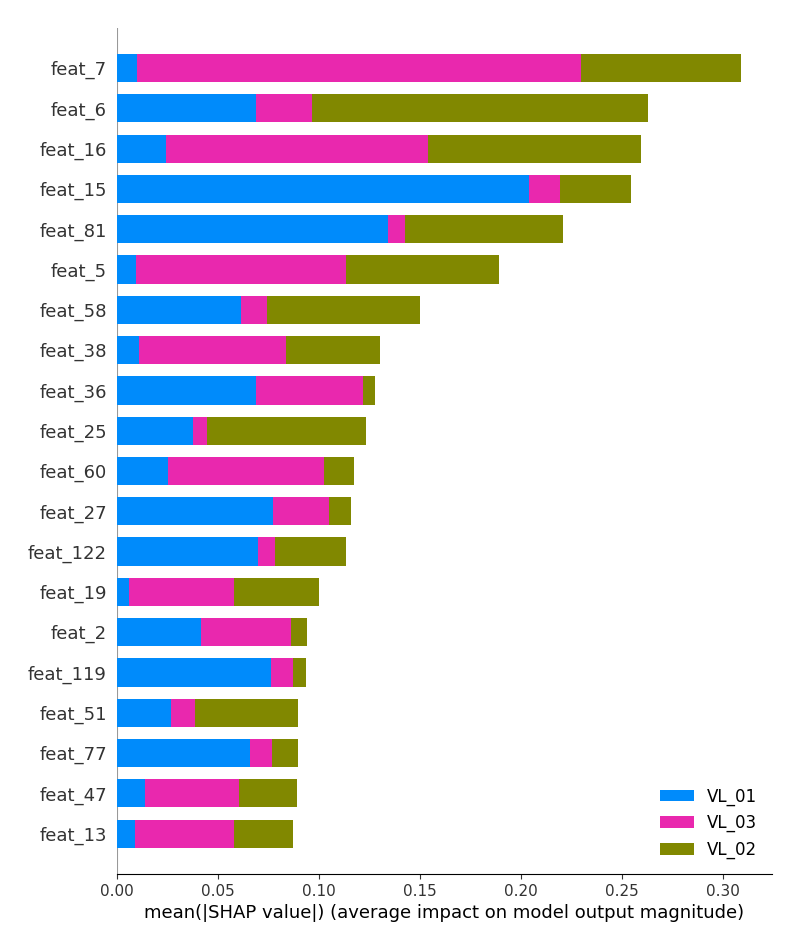 feat_7
feat_6
feat_16
feat_15
feat_81
feat_5
feat_58
feat_38
feat_36
feat_25
feat_60
feat_27
feat_122
feat_19
feat_2
feat_119
feat_51
feat_77
feat_47
feat_13
VL_01
VL_03
VL_02
0.00 0.05 0.10 0.15 0.20 0.25 0.30
mean(|SHAP value|) (average impact on model output magnitude)